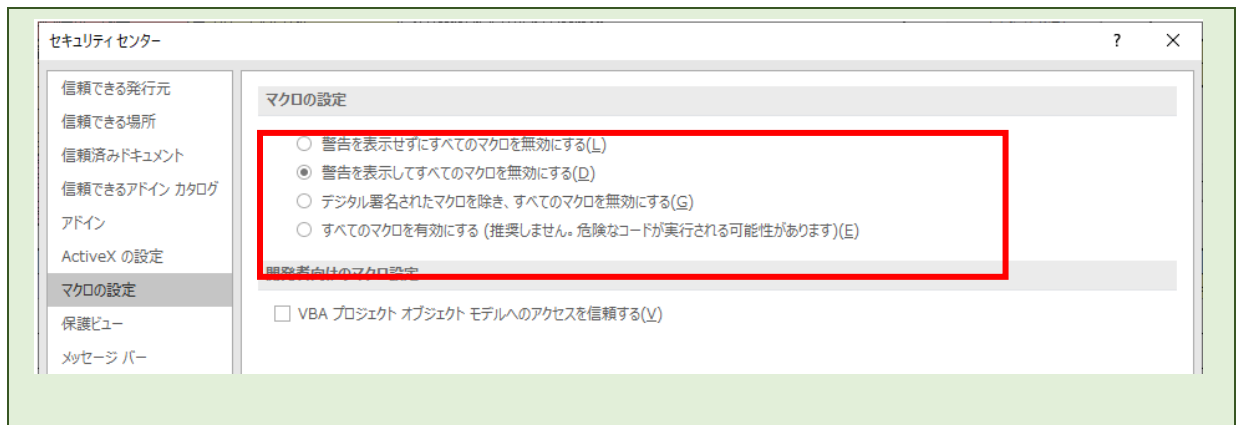 セキュリティ センター
? ×
信頼できる発行元
信頼できる場所
信頼済みドキュメント
信頼できるアドイン カタログ
アドイン
ActiveX の設定
マクロの設定
保護ビュー
メッセージ バー
マクロの設定
警告を表示せずにすべてのマクロを無効にする(L)
警告を表示してすべてのマクロを無効にする(D)
デジタル署名されたマクロを除き、すべてのマクロを無効にする(G)
すべてのマクロを有効にする (推奨しません。危険なコードが実行される可能性があります)(E)
開発者向けのマクロ設定
VBA プロジェクト オブジェクト モデルへのアクセスを信頼する(V)